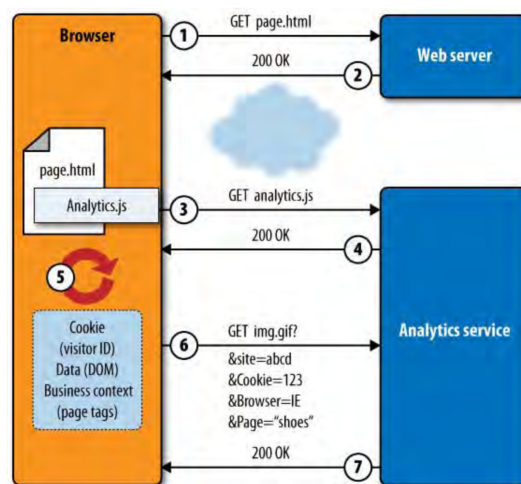 Browser
1
GET page.html
Web server
200 OK
2
page.html
Analytics.js
3
GET analytics.js
200 OK
4
5
Cookie
(visitor ID)
Data (DOM)
Business context
(page tags)
6
GET img.gif?
&site=abcd
&Cookie=123
&Browser=IE
&Page=“shoes”
Analytics service
200 OK
7